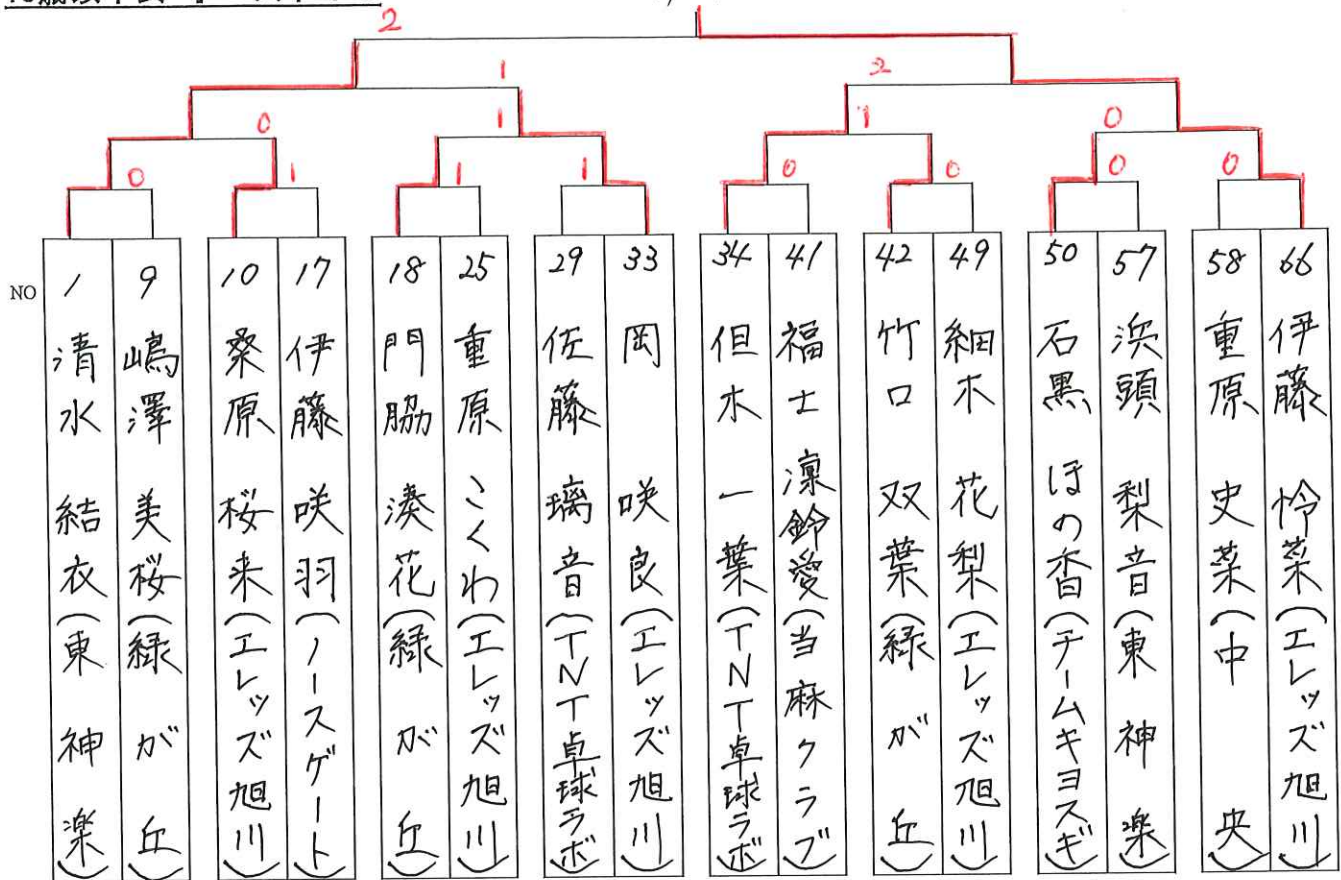 2
1
2
0
1
1
0
0
1
1
1
0
0
0
0
NO
1 清水 結衣(東神楽)
9 嶋澤 美桜(緑が丘)
10 桑原 桜来(エレッズ旭川)
17 伊藤 咲羽(ノースゲート)
18 門脇 湊花(緑が丘)
25 重原 こくわ(エレッズ旭川)
29 佐藤 璃音(TNT卓球ラボ)
33 岡 咲良(エレッズ旭川)
34 但木 一葉(TNT卓球ラボ)
41 福士 凜鈴愛(当麻クラブ)
42 竹口 双葉(緑が丘)
49 細木 花梨(エレッズ旭川)
50 石黒 ほの香(チームキヨスギ)
57 浜頭 梨音(東神楽)
58 重原 史菜(中央)
66 伊藤 怜菜(エレッズ旭川)